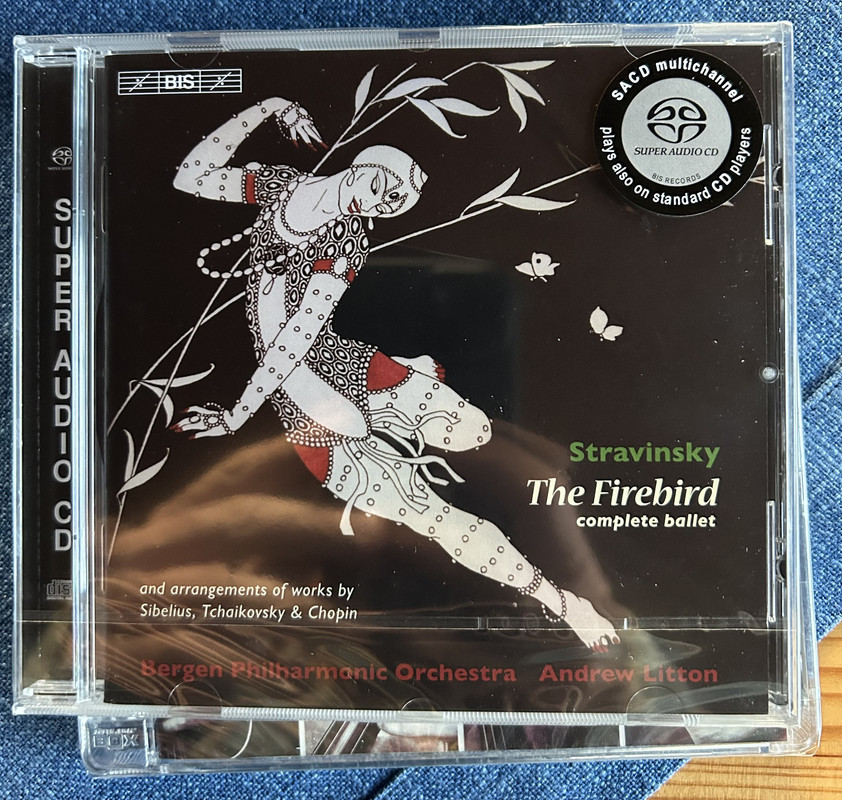 BIS
SACD multichannel
SUPER AUDIO CD
BIS RECORDS
plays also on standard CD players
SUPER AUDIO CD
Stravinsky
The Firebird
complete ballet
and arrangements of works by
Sibelius, Tchaikovsky & Chopin
Bergen Philharmonic Orchestra Andrew Litton
BOX